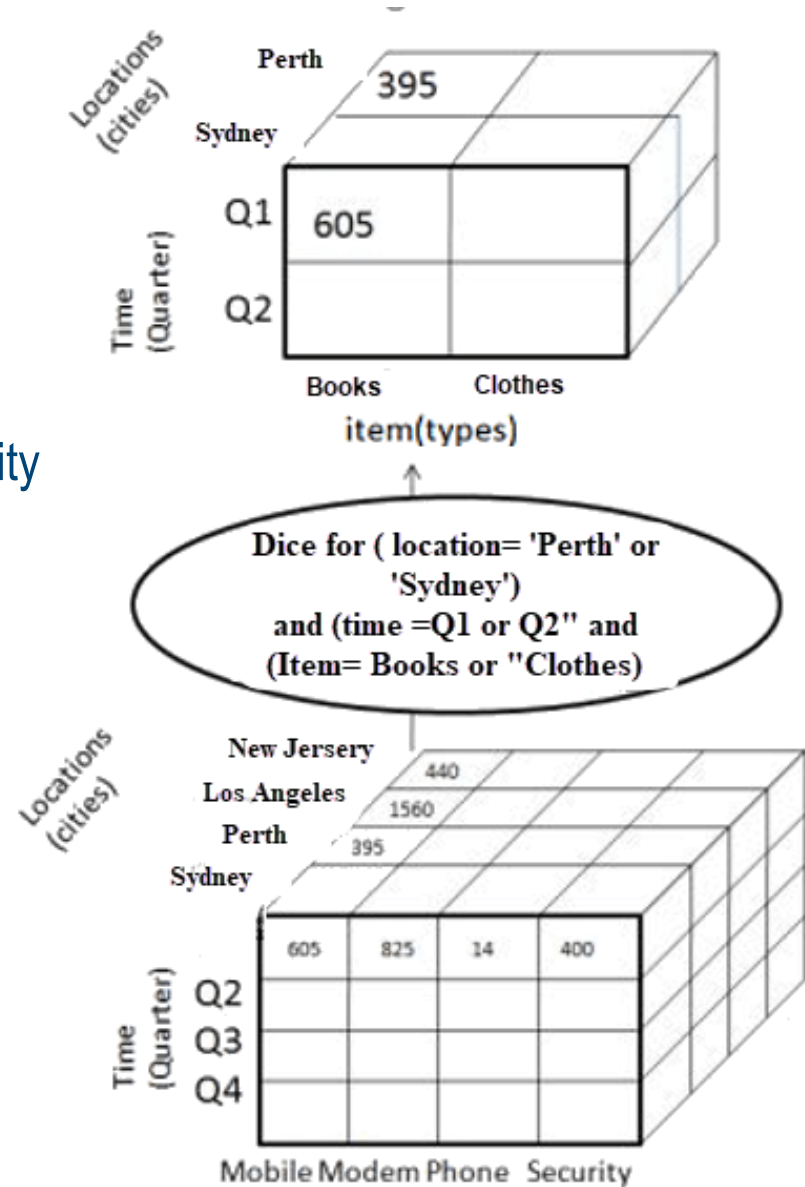 Locations
(cities)
Perth
395
Sydney
Q1
605
Time
(Quarter)
Q2
Books Clothes
item(types)
ity
Dice for ( location= 'Perth' or
'Sydney')
and (time =Q1 or Q2" and
(Item= Books or "Clothes)
Locations
(cities)
New Jersery
440
Los Angeles
1560
Perth
395
Sydney
605 825 14 400
Time
(Quarter)
Q2
Q3
Q4
Mobile Modem Phone Security